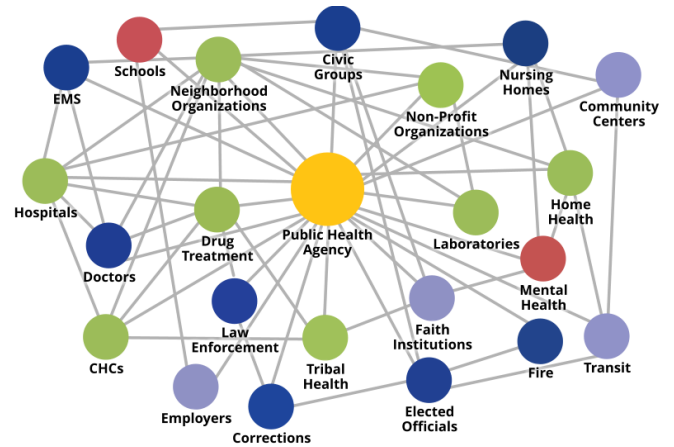 Civic
Groups
Schools
Nursing
Homes
EMS
Neighborhood
Organizations
Community
Centers
Non-Profit
Organizations
Hospitals
Public Health
Agency
Drug
Treatment
Laboratories
Home
Health
Doctors
Mental
Health
Law
Enforcement
Faith
Institutions
CHCs
Tribal
Health
Fire
Transit
Employers
Corrections
Elected
Officials